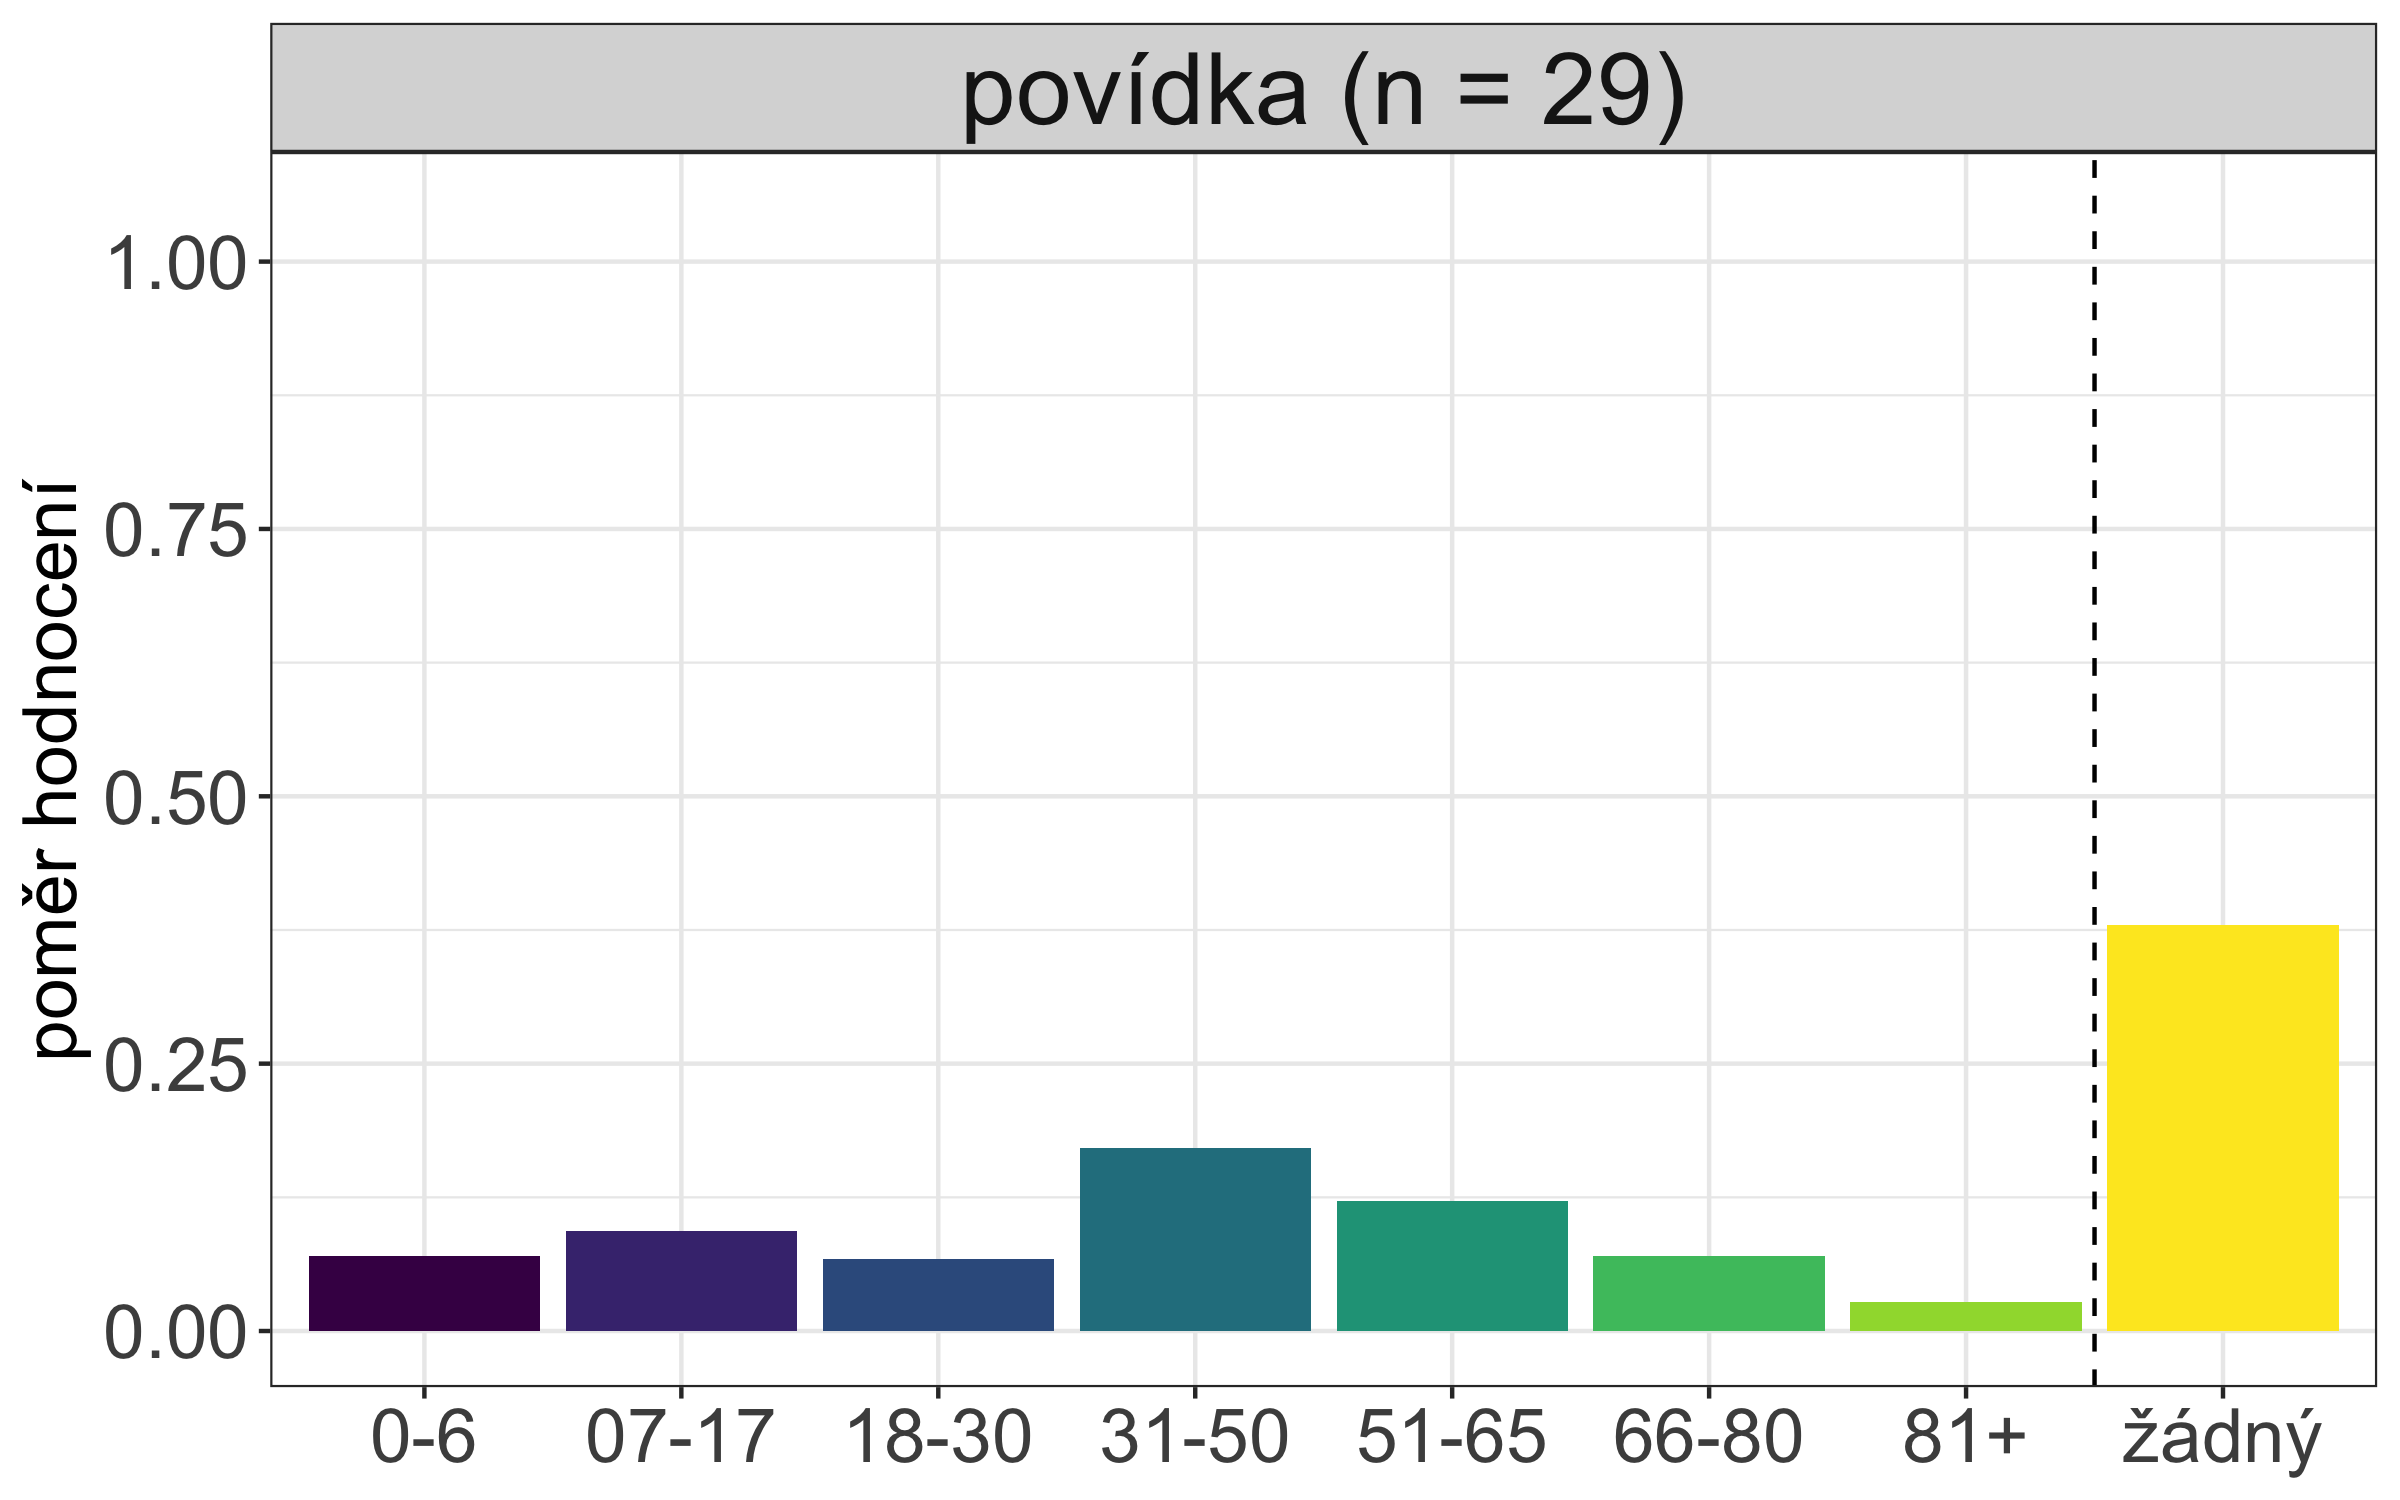 povídka (n = 29)
poměr hodnocení
1.00
0.75
0.50
0.25
0.00
0-6 07-17 18-30 31-50 51-65 66-80 81+ žádný